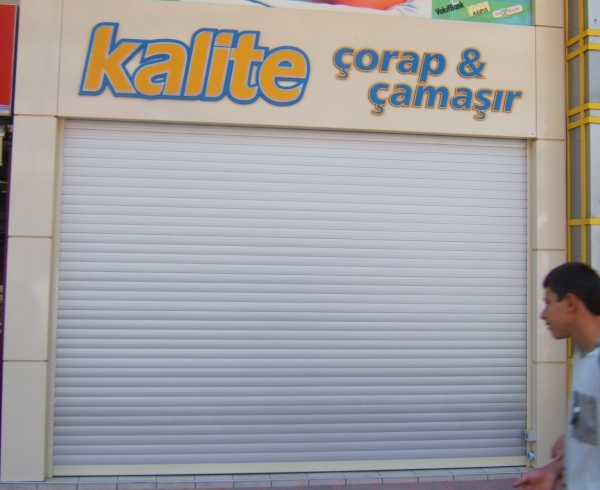 VakıfBank
kalite
çorap &
çamaşır